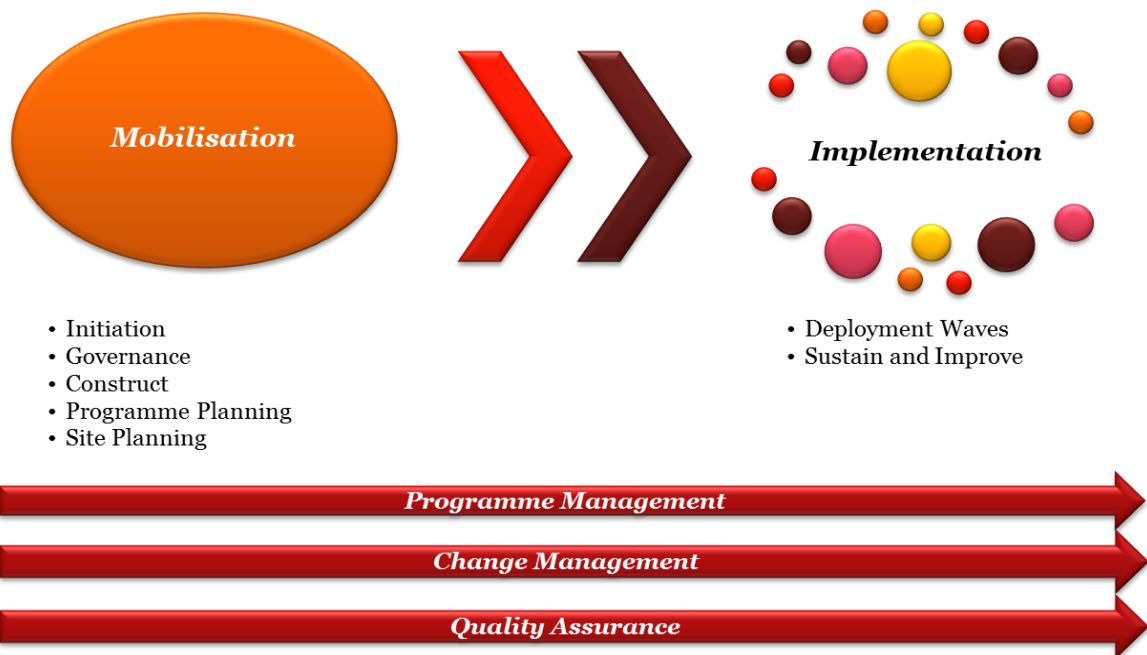 Mobilisation
Implementation
• Initiation
• Governance
• Construct
• Programme Planning
• Site Planning
• Deployment Waves
• Sustain and Improve
Programme Management
Change Management
Quality Assurance